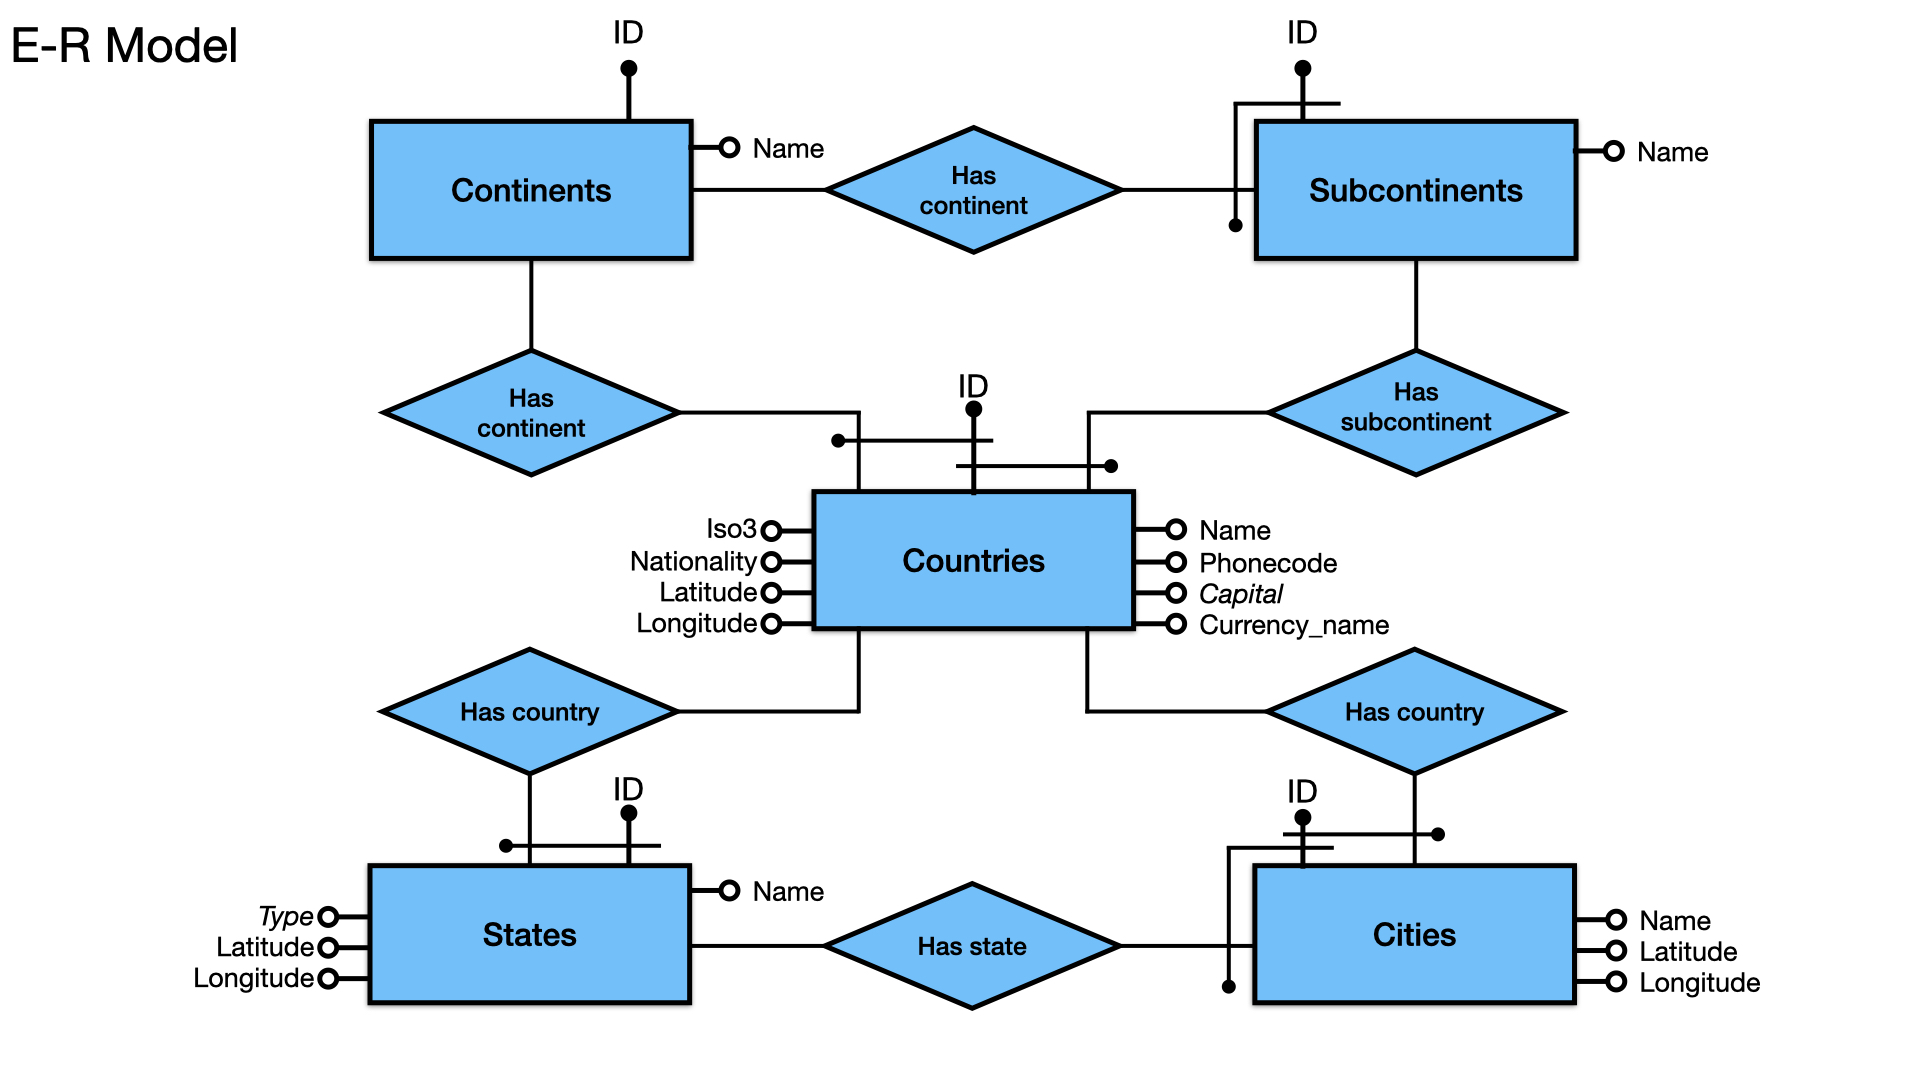 E-R Model
ID
ID
Name
Name
Continents
Has
continent
Subcontinents
Has
continent
ID
Has
subcontinent
Iso3
Nationality
Latitude
Longitude
Countries
Name
Phonecode
Capital
Currency_name
Has country
Has country
ID
ID
Type
Latitude
Longitude
States
Name
Has state
Cities
Name
Latitude
Longitude